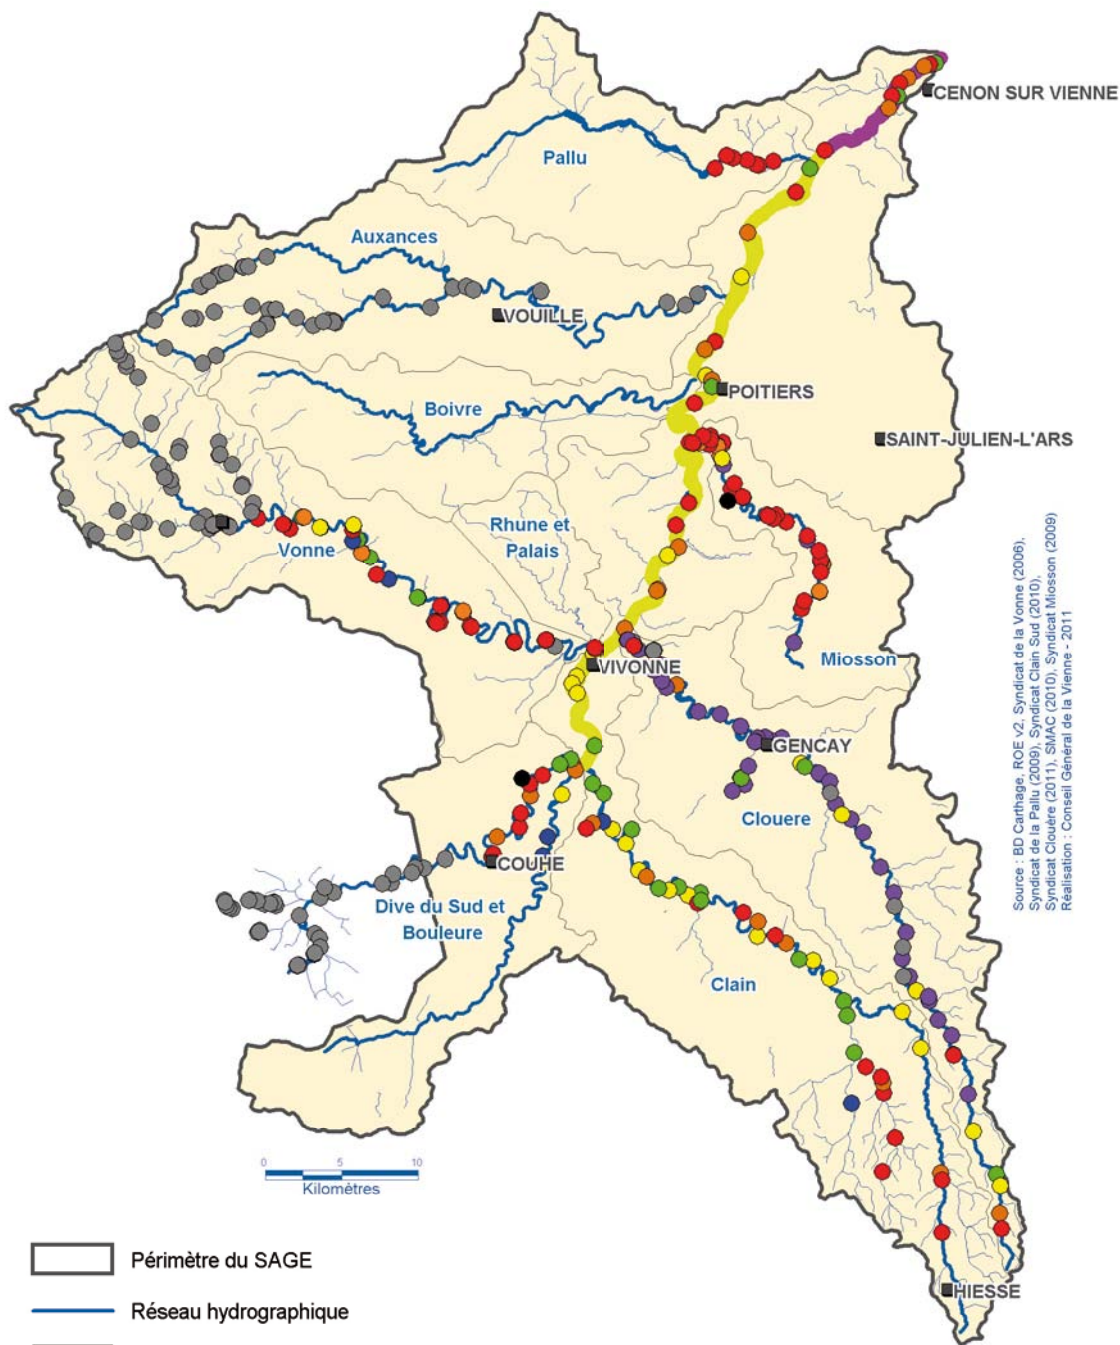 CENON SUR VIENNE
Pallu
Auxances
VOUILLE
POITIERS
Boivre
SAINT-JULIEN-L'ARS
Rhune et
Palais
Vonne
VIVONNE
Miosson
GENCAY
Clouere
COUHE
Dive du Sud et
Bouleure
Clain
HIESSE
0 5 10
Kilomètres
Périmètre du SAGE
Réseau hydrographique
Source : BD Carthage, ROE v2, Syndicat de la Vonne (2006),
Syndicat de la Pallu (2009), Syndicat Clain Sud (2010),
Syndicat Clouère (2011), SMAC (2010), Syndicat Miosson (2009)
Réalisation : Conseil Général de la Vienne - 2011